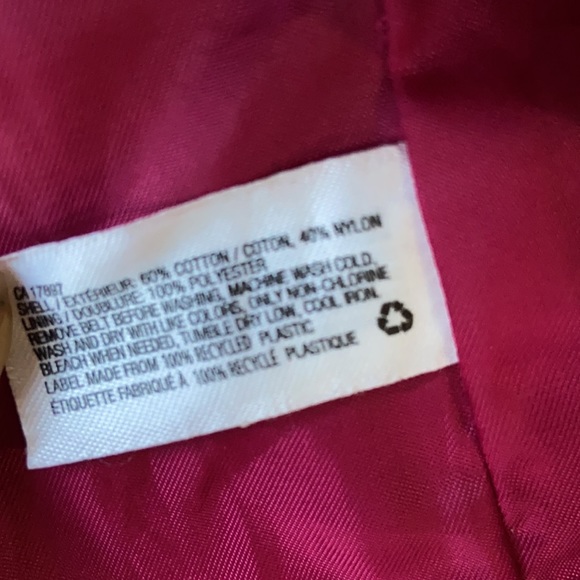 CA 17897
SHELL / EXTÉRIEUR: 60% COTTON / COTON, 40% NYLON
LINING / DOUBLURE: 100% POLYESTER
REMOVE BELT BEFORE WASHING, MACHINE WASH COLD,
WASH AND DRY WITH LIKE COLORS, ONLY NON-CHLORINE
BLEACH WHEN NEEDED, TUMBLE DRY LOW, COOL IRON.
LABEL MADE FROM 100% RECYCLED PLASTIC
ÉTIQUETTE FABRIQUÉ À 100% RECYCLÉ PLASTIQUE